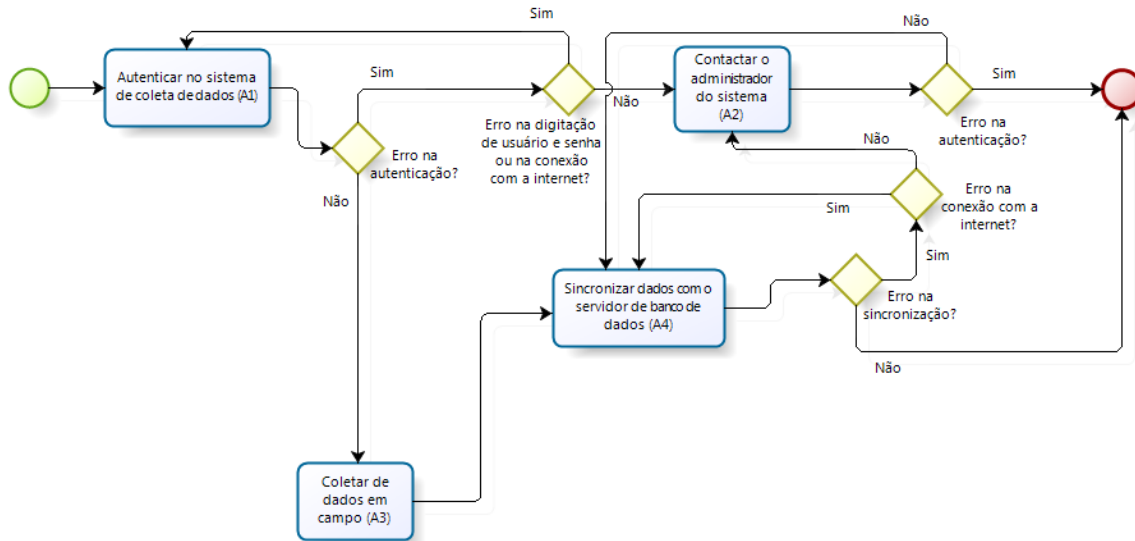 Sim
Não
Autenticar no sistema
de coleta de dados (A1)
Sim
Contactar o
administrador
do sistema
(A2)
Sim
Não
Erro na digitação
de usuário e senha
ou na conexão
com a internet?
Erro na
autenticação?
Erro na
autenticação?
Não
Não
Erro na
conexão com a
internet?
Sim
Sim
Sincronizar dados com o
servidor de banco de
dados (A4)
Erro na
sincronização?
Não
Coletar de
dados em
campo (A3)